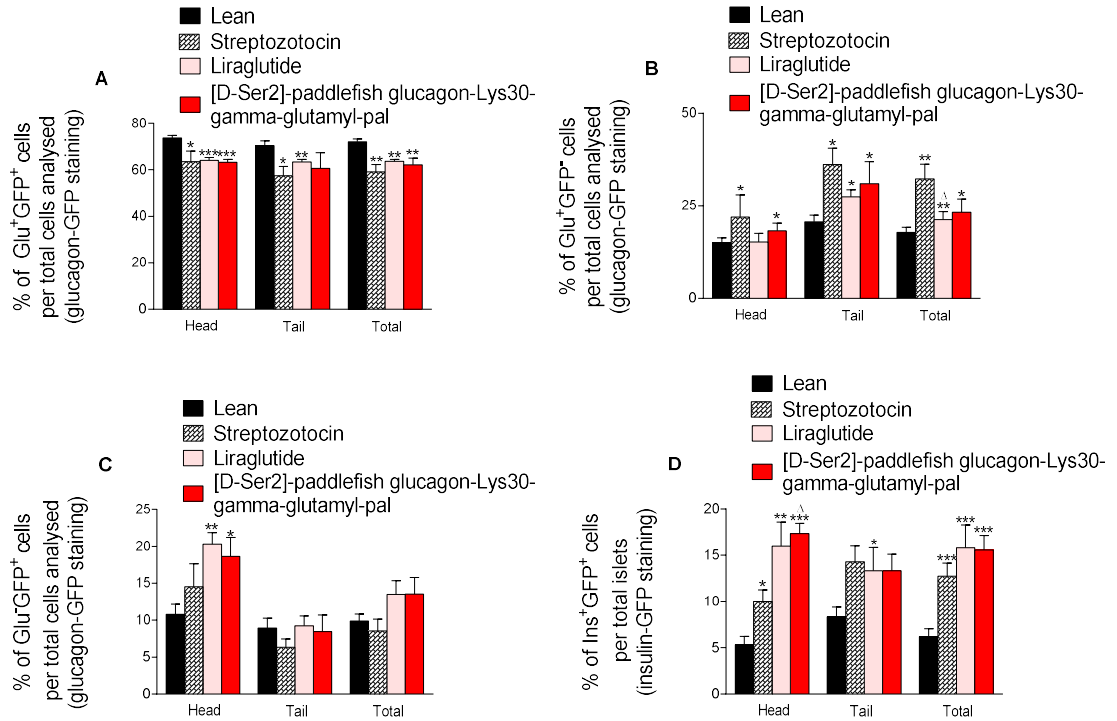 Lean
Streptozotocin
Liraglutide
[D-Ser2]-paddlefish glucagon-Lys30-
gamma-glutamyl-pal
A
% of Glu⁺GFP⁺ cells
per total cells analysed
(glucagon-GFP staining)
80
60
40
20
0
* *** ***
* **
** ** **
Head Tail Total
Lean
Streptozotocin
Liraglutide
[D-Ser2]-paddlefish glucagon-Lys30-
gamma-glutamyl-pal
B
% of Glu⁺GFP⁻ cells
per total cells analysed
(glucagon-GFP staining)
50
25
0
* *
* * *
** \ ** *
Head Tail Total
Lean
Streptozotocin
Liraglutide
[D-Ser2]-paddlefish glucagon-Lys30-
gamma-glutamyl-pal
C
% of Glu⁻GFP⁺ cells
per total cells analysed
(glucagon-GFP staining)
25
20
15
10
5
0
** *
Head Tail Total
Lean
Streptozotocin
Liraglutide
[D-Ser2]-paddlefish glucagon-Lys30-
gamma-glutamyl-pal
D
% of Ins⁺GFP⁺ cells
per total islets
(insulin-GFP staining)
20
15
10
5
0
* ** \ ***
*
*** *** ***
Head Tail Total